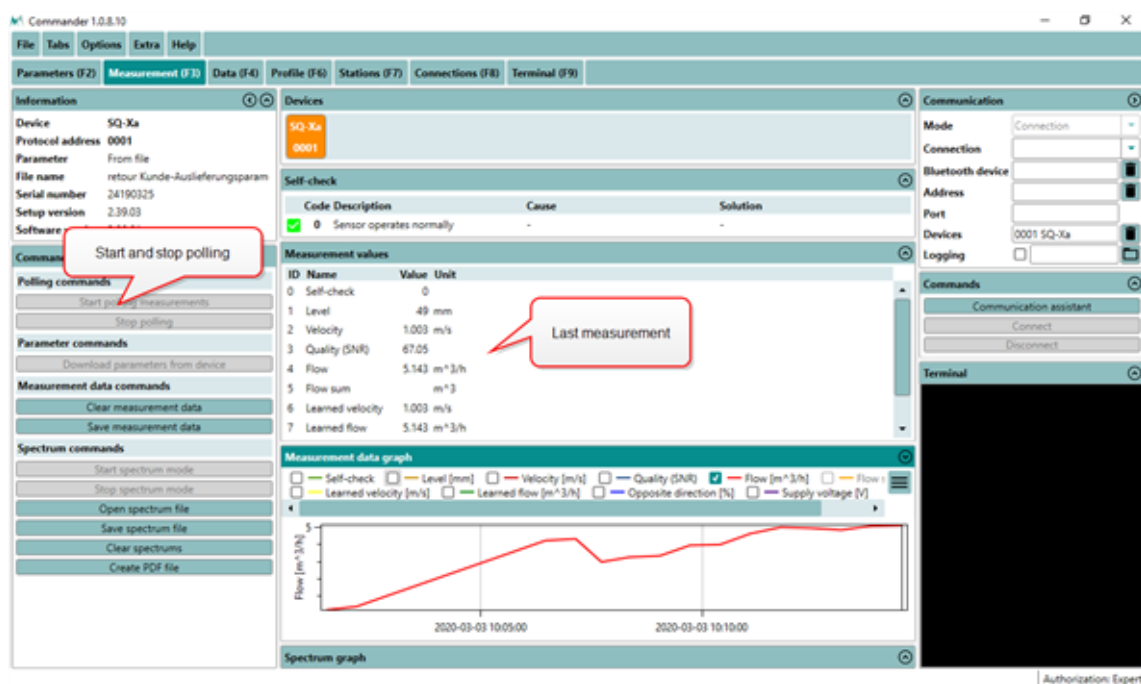 Commander 1.0.8.10
File Tabs Options Extra Help
Parameters (F2) Measurement (F3) Data (F4) Profile (F6) Stations (F7) Connections (F8) Terminal (F9)
Information
Device SQ-Xa
Protocol address 0001
Parameter From file
File name retour Kunde-Auslieferungsparam
Serial number 24190325
Setup version 2.39.03
Software
Start and stop polling
Polling commands
Start polling measurements
Stop polling
Parameter commands
Download parameters from device
Measurement data commands
Clear measurement data
Save measurement data
Spectrum commands
Start spectrum mode
Stop spectrum mode
Open spectrum file
Save spectrum file
Clear spectrums
Create PDF file
Devices
SQ-Xa
0001
Self-check
Code Description Cause Solution
0 Sensor operates normally - -
Measurement values
ID Name Value Unit
0 Self-check 0
1 Level 49 mm
2 Velocity 1.003 m/s
3 Quality (SNR) 67.05
4 Flow 5.143 m^3/h
5 Flow sum m^3
6 Learned velocity 1.003 m/s
7 Learned flow 5.143 m^3/h
Last measurement
Measurement data graph
Self-check Level [mm] Velocity [m/s] Quality (SNR) Flow [m^3/h] Flow
Learned velocity [m/s] Learned flow [m^3/h] Opposite direction [%] Supply voltage [V]
5
Flow [m^3/h]
2020-03-03 10:05:00 2020-03-03 10:10:00
Spectrum graph
Communication
Mode Connection
Connection
Bluetooth device
Address
Port
Devices 0001 SQ-Xa
Logging
Commands
Communication assistant
Connect
Disconnect
Terminal
Authorization: Expert